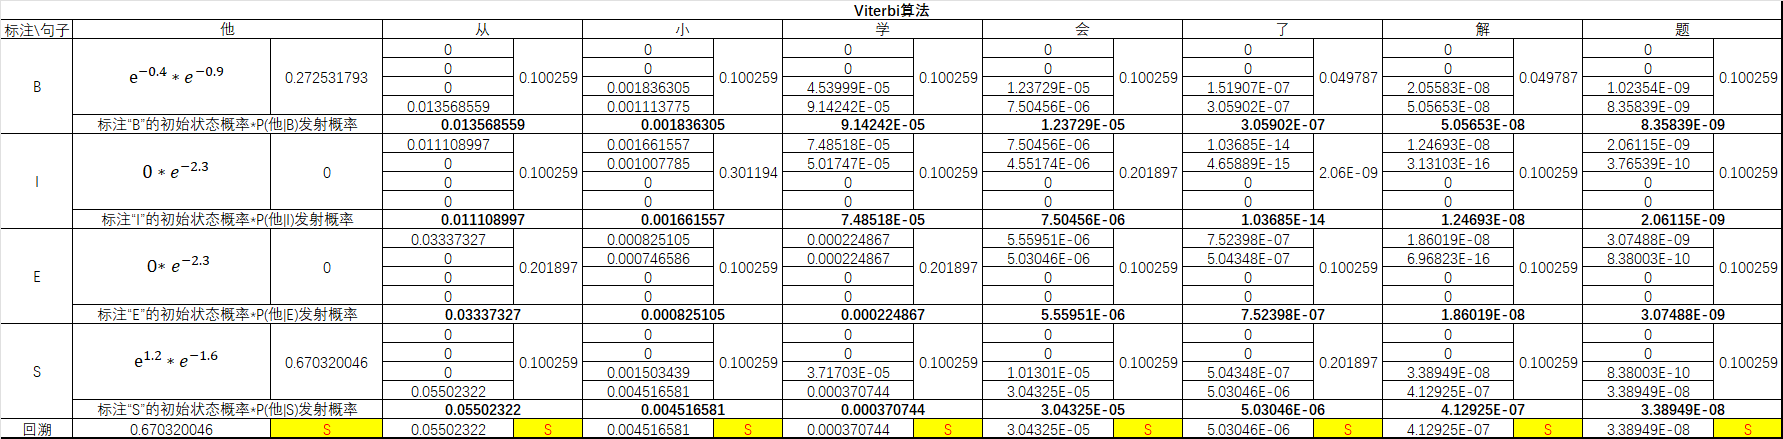 Viterbi算法
标注\句子 他 从 小 学 会 了 解 题
B e^{-0.4} * e^{-0.9} 0.272531793
0 0 0 0 0 0 0
0 0 0 0 0 0 0
0.100259 0.100259 0.100259 0.100259 0.049787 0.049787 0.100259
0 0.001836305 4.53999E-05 1.23729E-05 1.51907E-07 2.05583E-08 1.02354E-09
0.013568559 0.001113775 9.14242E-05 7.50456E-06 3.05902E-07 5.05653E-08 8.35839E-09
标注“B”的初始状态概率*P(他|B)发射概率 0.013568559 0.001836305 9.14242E-05 1.23729E-05 3.05902E-07 5.05653E-08 8.35839E-09
I 0 * e^{-2.3} 0
0.011108997 0.001661557 7.48518E-05 7.50456E-06 1.03685E-14 1.24693E-08 2.06115E-09
0 0.001007785 5.01747E-05 4.55174E-06 4.65889E-15 3.13103E-16 3.76539E-10
0.100259 0.301194 0.100259 0.201897 2.06E-09 0.100259 0.100259
0 0 0 0 0 0 0
0 0 0 0 0 0 0
标注“I”的初始状态概率*P(他|I)发射概率 0.011108997 0.001661557 7.48518E-05 7.50456E-06 1.03685E-14 1.24693E-08 2.06115E-09
E 0* e^{-2.3} 0
0.03337327 0.000825105 0.000224867 5.55951E-06 7.52398E-07 1.86019E-08 3.07488E-09
0 0.000746586 0.000224867 5.03046E-06 5.04348E-07 6.96823E-16 8.38003E-10
0.201897 0.100259 0.201897 0.100259 0.100259 0.100259 0.100259
0 0 0 0 0 0 0
0 0 0 0 0 0 0
标注“E”的初始状态概率*P(他|E)发射概率 0.03337327 0.000825105 0.000224867 5.55951E-06 7.52398E-07 1.86019E-08 3.07488E-09
S e^{1.2} * e^{-1.6} 0.670320046
0 0 0 0 0 0 0
0 0 0 0 0 0 0
0.100259 0.100259 0.100259 0.100259 0.201897 0.100259 0.100259
0 0.001503439 3.71703E-05 1.01301E-05 5.04348E-07 3.38949E-08 8.38003E-10
0.05502322 0.004516581 0.000370744 3.04325E-05 5.03046E-06 4.12925E-07 3.38949E-08
标注“S”的初始状态概率*P(他|S)发射概率 0.05502322 0.004516581 0.000370744 3.04325E-05 5.03046E-06 4.12925E-07 3.38949E-08
回溯 0.670320046 S 0.05502322 S 0.004516581 S 0.000370744 S 3.04325E-05 S 5.03046E-06 S 4.12925E-07 S 3.38949E-08 S